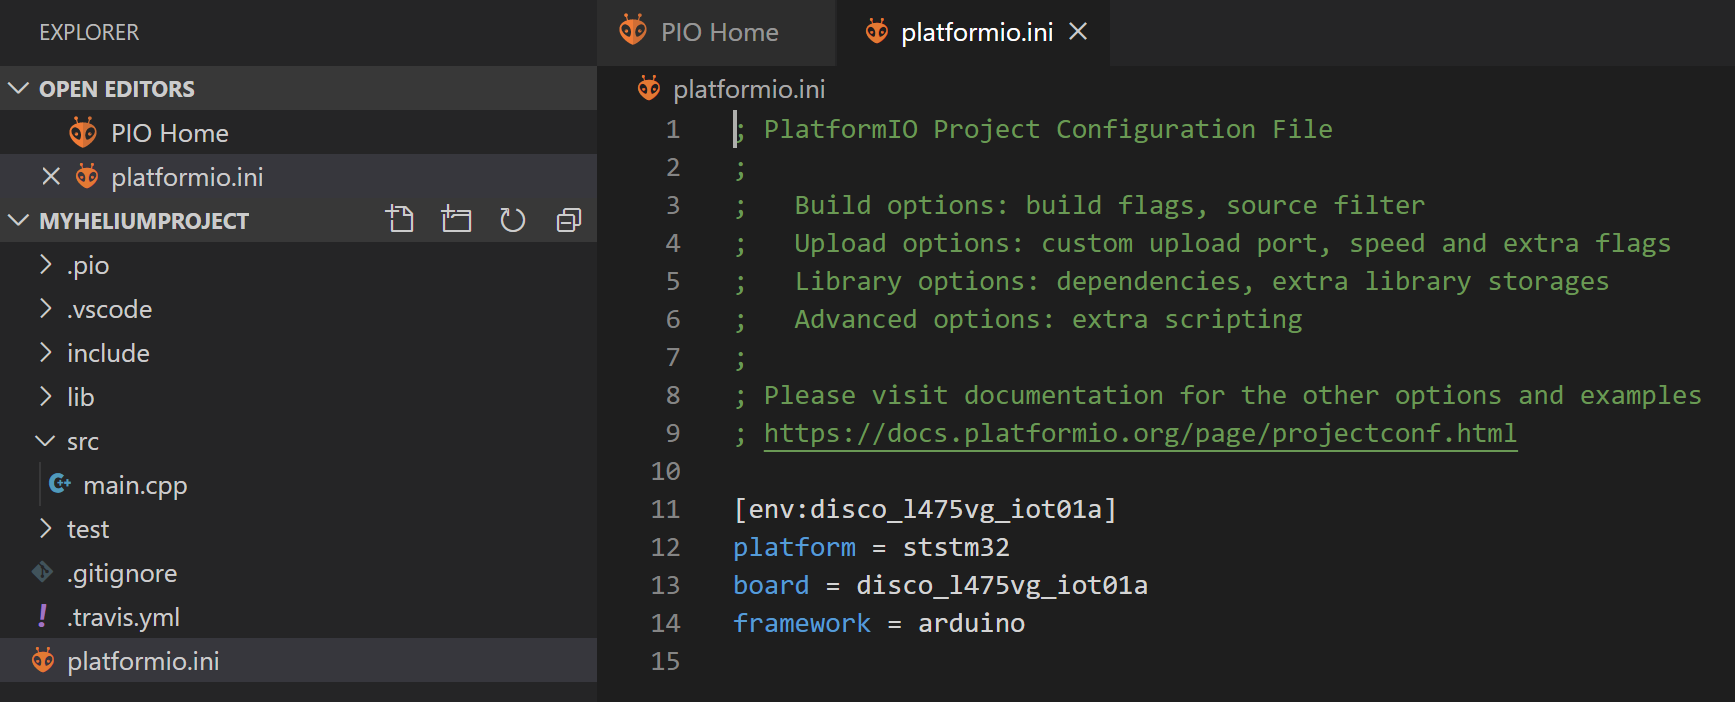 EXPLORER
OPEN EDITORS
PIO Home
platformio.ini
MYHELIUMPROJECT
.pio
.vscode
include
lib
src
main.cpp
test
.gitignore
.travis.yml
platformio.ini
PIO Home
platformio.ini
platformio.ini
1 ; PlatformIO Project Configuration File
2 ;
3 ;   Build options: build flags, source filter
4 ;   Upload options: custom upload port, speed and extra flags
5 ;   Library options: dependencies, extra library storages
6 ;   Advanced options: extra scripting
7 ;
8 ; Please visit documentation for the other options and examples
9 ; https://docs.platformio.org/page/projectconf.html
10
11 [env:disco_l475vg_iot01a]
12 platform = ststm32
13 board = disco_l475vg_iot01a
14 framework = arduino
15